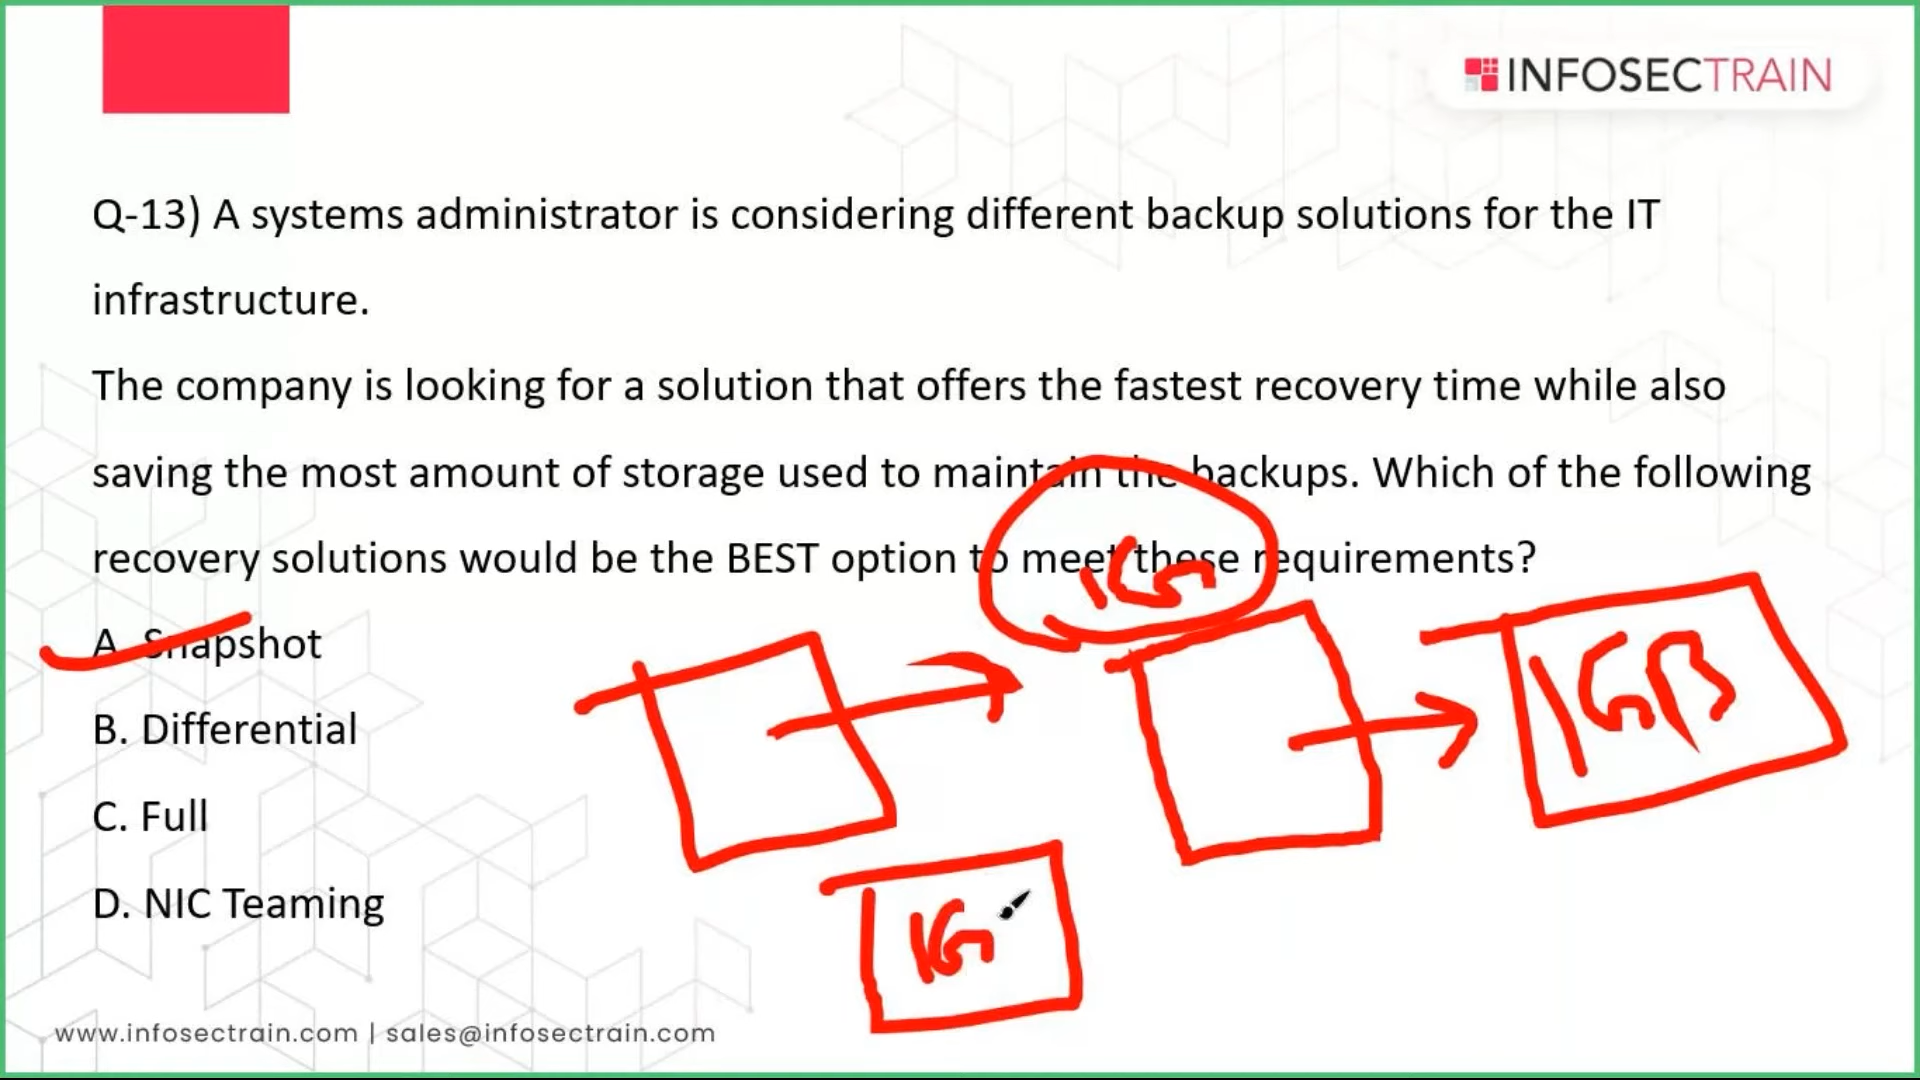 INFOSECTRAIN
Q-13) A systems administrator is considering different backup solutions for the IT
infrastructure.
The company is looking for a solution that offers the fastest recovery time while also
saving the most amount of storage used to maintain the backups. Which of the following
recovery solutions would be the BEST option to meet these requirements?
1G
A. Snapshot
1GB
B. Differential
C. Full
D. NIC Teaming
1G
www.infosectrain.com | sales@infosectrain.com